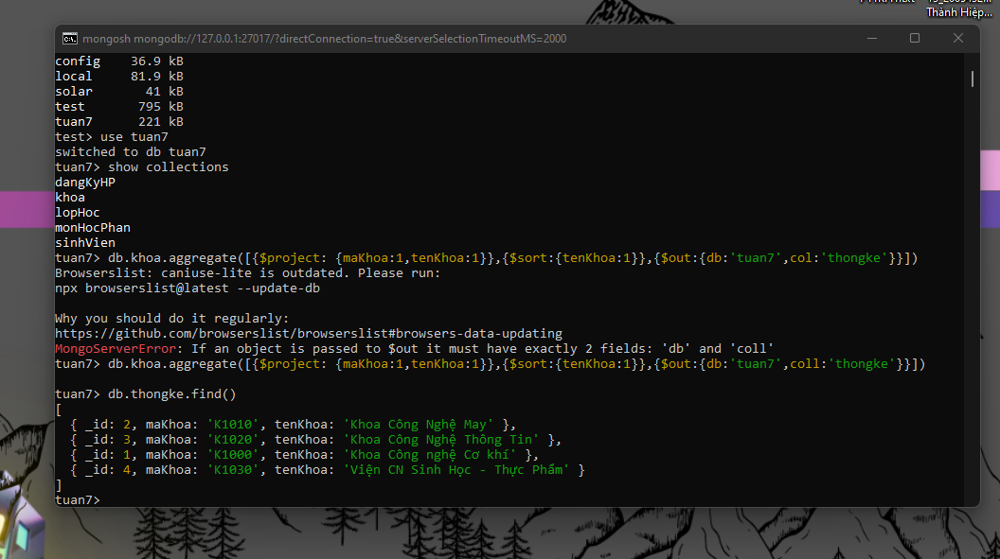 Thành Hiệp...
mongosh mongodb://127.0.0.1:27017/?directConnection=true&serverSelectionTimeoutMS=2000
config    36.9 kB
local     81.9 kB
solar       41 kB
test       795 kB
tuan7      221 kB
test> use tuan7
switched to db tuan7
tuan7> show collections
dangKyHP
khoa
lopHoc
monHocPhan
sinhVien
tuan7> db.khoa.aggregate([{$project: {maKhoa:1,tenKhoa:1}},{$sort:{tenKhoa:1}},{$out:{db:'tuan7',col:'thongke'}}])
Browserslist: caniuse-lite is outdated. Please run:
npx browserslist@latest --update-db
Why you should do it regularly:
https://github.com/browserslist/browserslist#browsers-data-updating
MongoServerError: If an object is passed to $out it must have exactly 2 fields: 'db' and 'coll'
tuan7> db.khoa.aggregate([{$project: {maKhoa:1,tenKhoa:1}},{$sort:{tenKhoa:1}},{$out:{db:'tuan7',coll:'thongke'}}])
tuan7> db.thongke.find()
[
  { _id: 2, maKhoa: 'K1010', tenKhoa: 'Khoa Công Nghệ May' },
  { _id: 3, maKhoa: 'K1020', tenKhoa: 'Khoa Công Nghệ Thông Tin' },
  { _id: 1, maKhoa: 'K1000', tenKhoa: 'Khoa Công nghệ Cơ khí' },
  { _id: 4, maKhoa: 'K1030', tenKhoa: 'Viện CN Sinh Học - Thực Phẩm' }
]
tuan7>